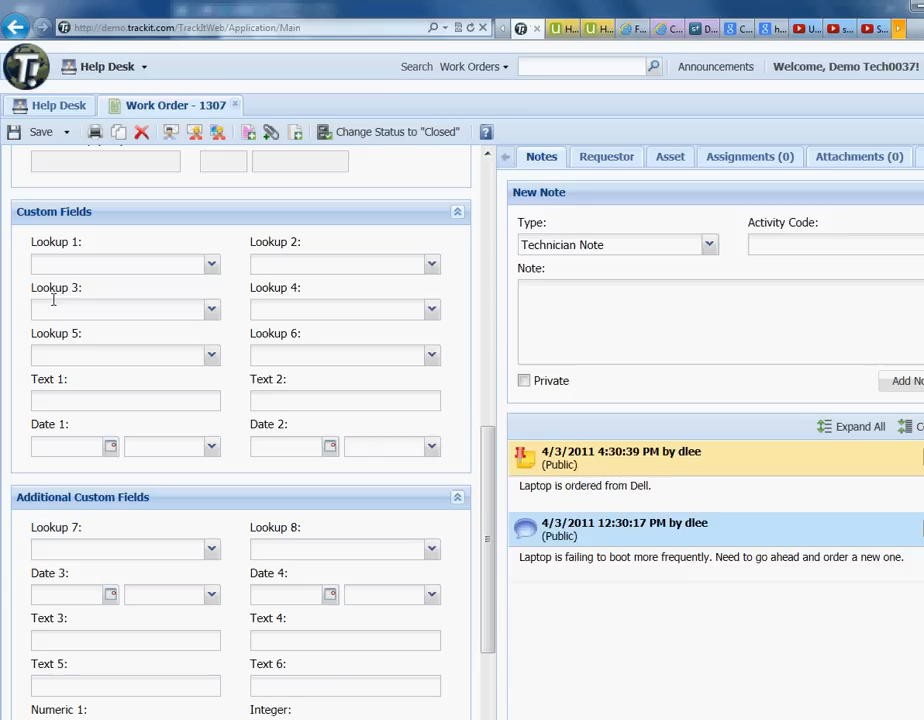 http://demo.trackit.com/TrackItWeb/Application/Main
H...
H...
F...
C...
D...
C...
h...
U...
s...
S...
Help Desk
Search Work Orders
Announcements
Welcome, Demo Tech0037!
Help Desk
Work Order - 1307
Save
Change Status to "Closed"
Notes
Requestor
Asset
Assignments (0)
Attachments (0)
New Note
Custom Fields
Type:
Activity Code:
Technician Note
Note:
Lookup 1:
Lookup 2:
Lookup 3:
Lookup 4:
Lookup 5:
Lookup 6:
Text 1:
Text 2:
Private
Add No
Date 1:
Date 2:
Expand All
4/3/2011 4:30:39 PM by dlee
(Public)
Laptop is ordered from Dell.
Additional Custom Fields
4/3/2011 12:30:17 PM by dlee
(Public)
Laptop is failing to boot more frequently. Need to go ahead and order a new one.
Lookup 7:
Lookup 8:
Date 3:
Date 4:
Text 3:
Text 4:
Text 5:
Text 6:
Numeric 1:
Integer: